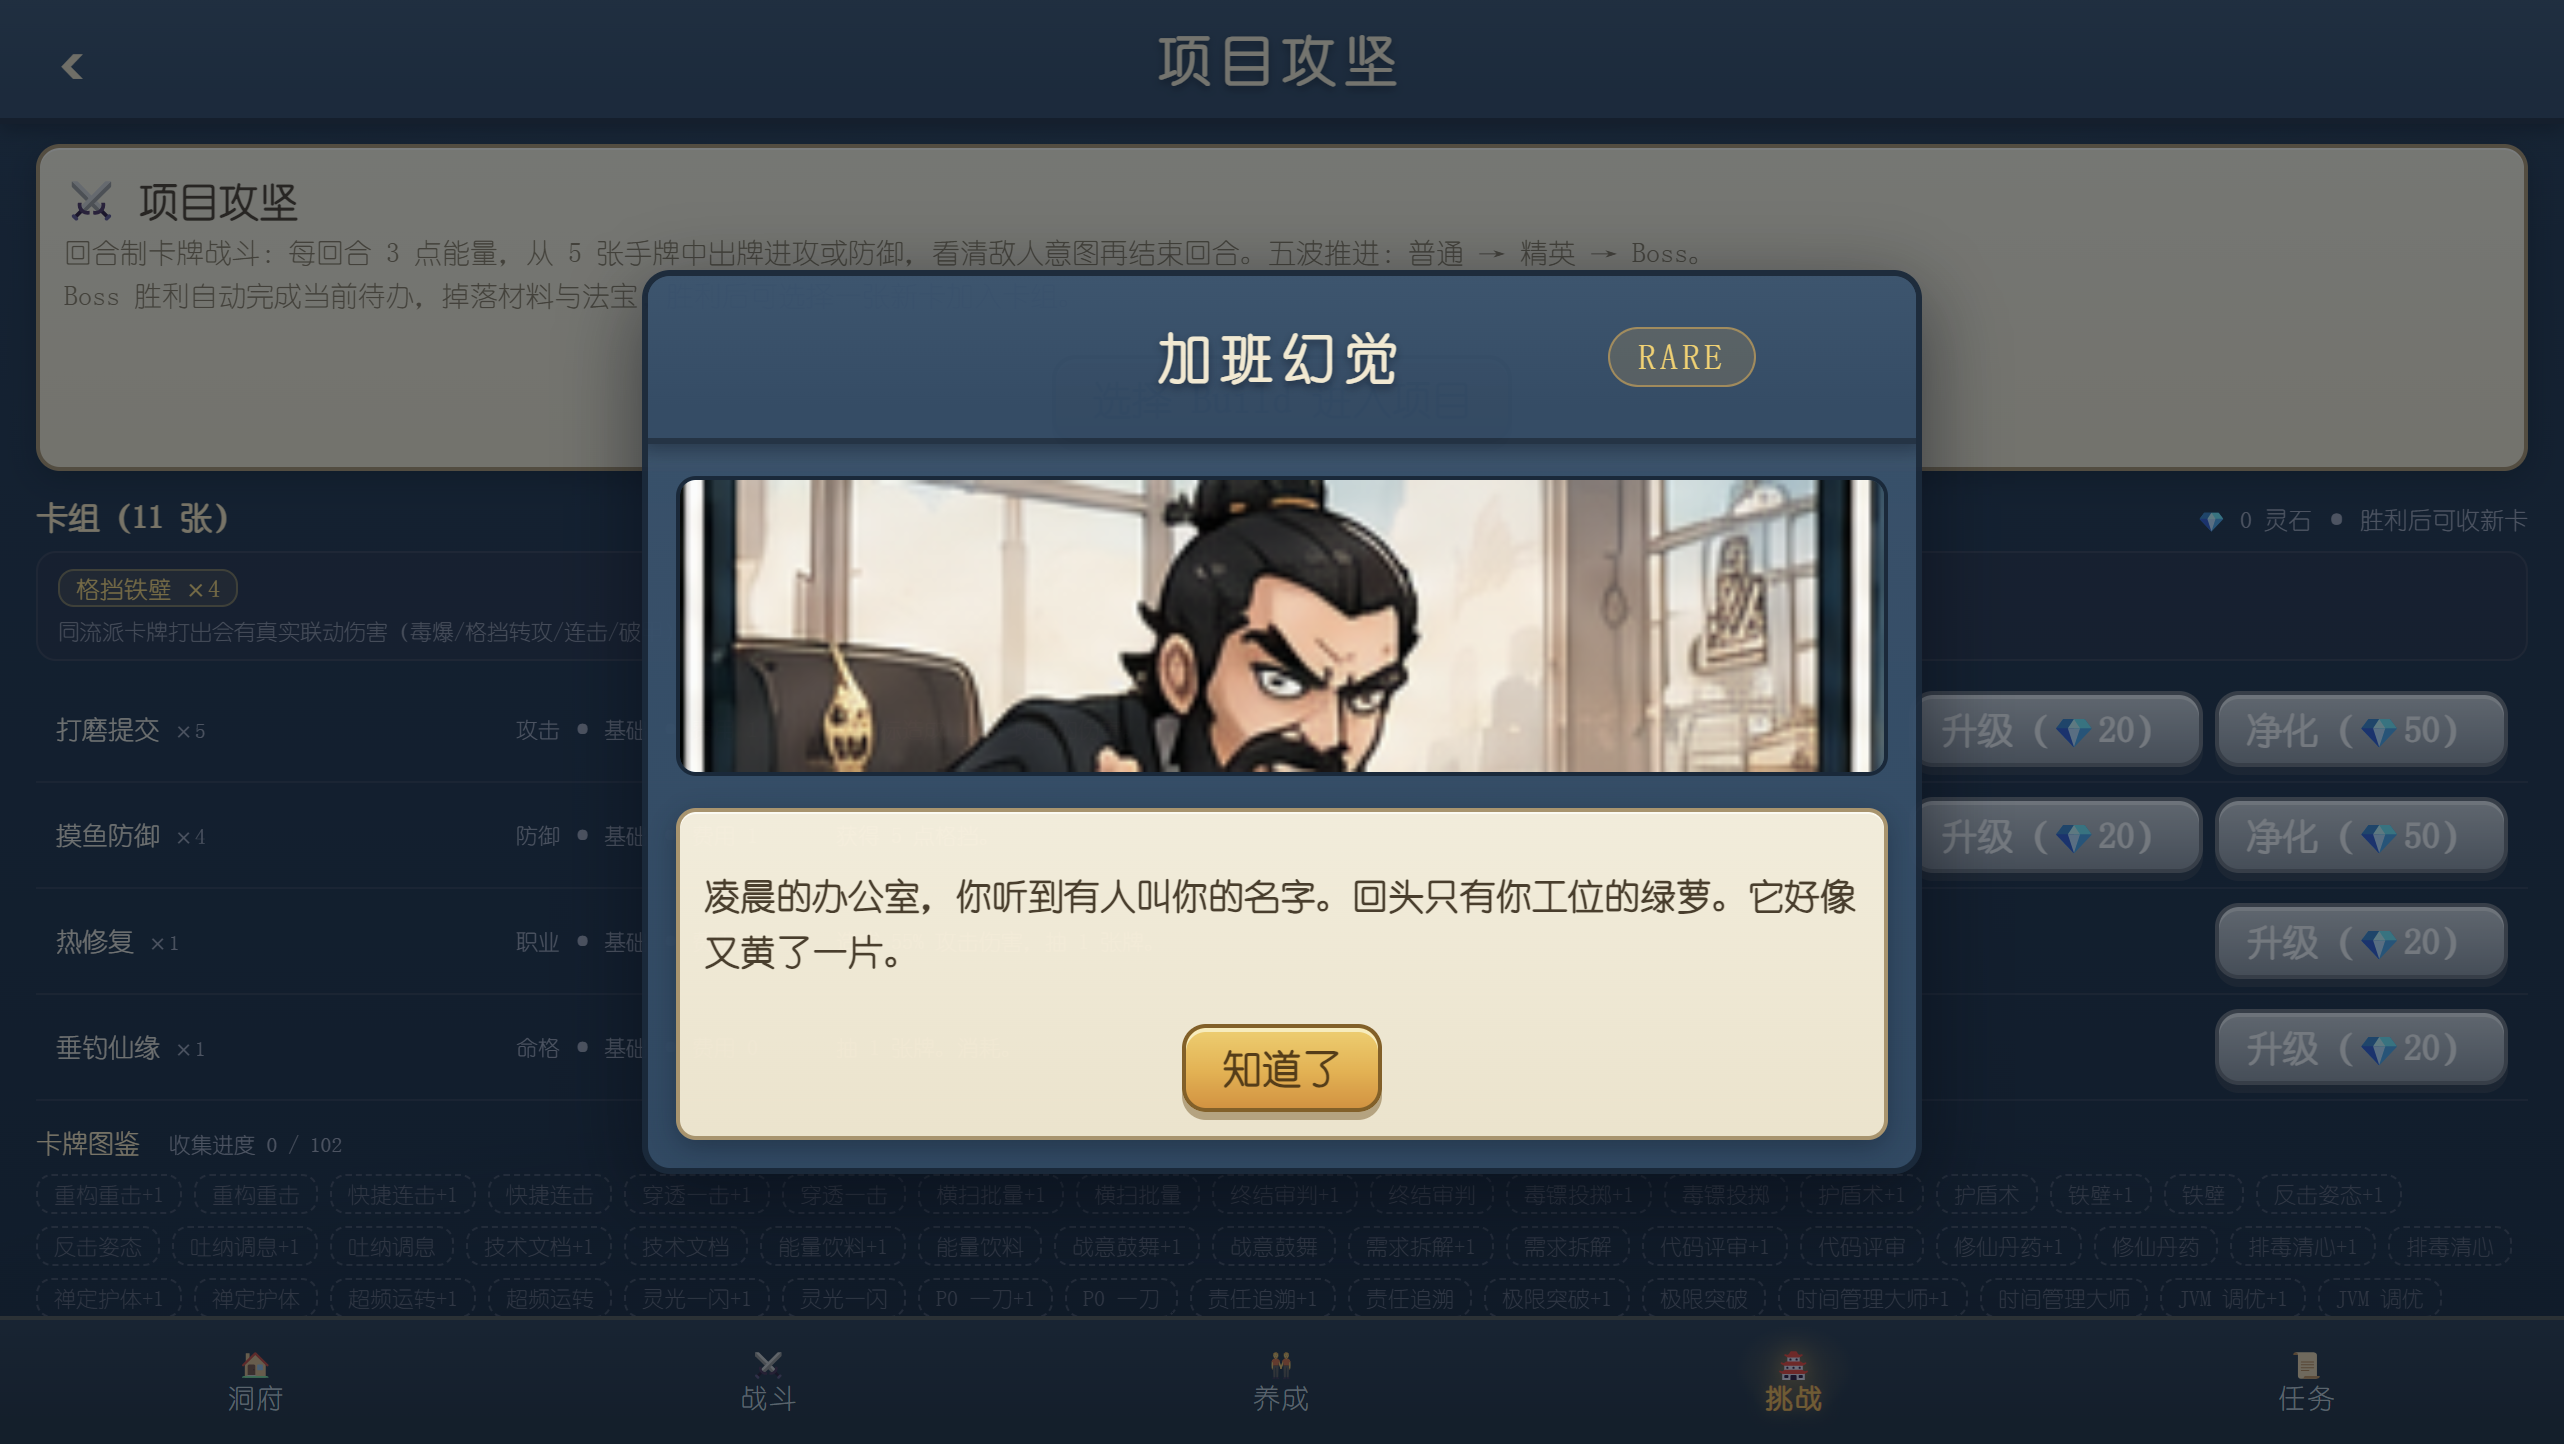 项目攻坚
项目攻坚
回合制卡牌战斗: 每回合 3 点能量, 从 5 张手牌中出牌进攻或防御, 看清敌人意图再结束回合。五波推进: 普通 → 精英 → Boss。
Boss 胜利自动完成当前待办, 掉落材料与法宝
加班幻觉
RARE
卡组 (11 张)
0 灵石 • 胜利后可收新卡
格挡铁壁 ×4
同流派卡牌打出会有真实联动伤害 (毒爆/格挡转攻/连击/破
打磨提交 ×5 攻击 • 基础 升级 (20) 净化 (50)
摸鱼防御 ×4 防御 • 基础 升级 (20) 净化 (50)
热修复 ×1 职业 • 基础 升级 (20)
垂钓仙缘 ×1 命格 • 基础 升级 (20)
凌晨的办公室, 你听到有人叫你的名字。回头只有你工位的绿萝。它好像
又黄了一片。
知道了
卡牌图鉴 收集进度 0 / 102
重构重击+1 重构重击 快捷连击+1 快捷连击 穿透一击+1 穿透一击 横扫批量+1 横扫批量 终结审判+1 终结审判 毒镖投掷+1 毒镖投掷 护盾术+1 护盾术 铁壁+1 铁壁 反击姿态+1
反击姿态 吐纳调息+1 吐纳调息 技术文档+1 技术文档 能量饮料+1 能量饮料 战意鼓舞+1 战意鼓舞 需求拆解+1 需求拆解 代码评审+1 代码评审 修仙丹药+1 修仙丹药 排毒清心+1 排毒清心
禅定护体+1 禅定护体 超频运转+1 超频运转 灵光一闪+1 灵光一闪 P0 一刀+1 P0 一刀 责任追溯+1 责任追溯 极限突破+1 极限突破 时间管理大师+1 时间管理大师 JVM 调优+1 JVM 调优
洞府 战斗 养成 挑战 任务